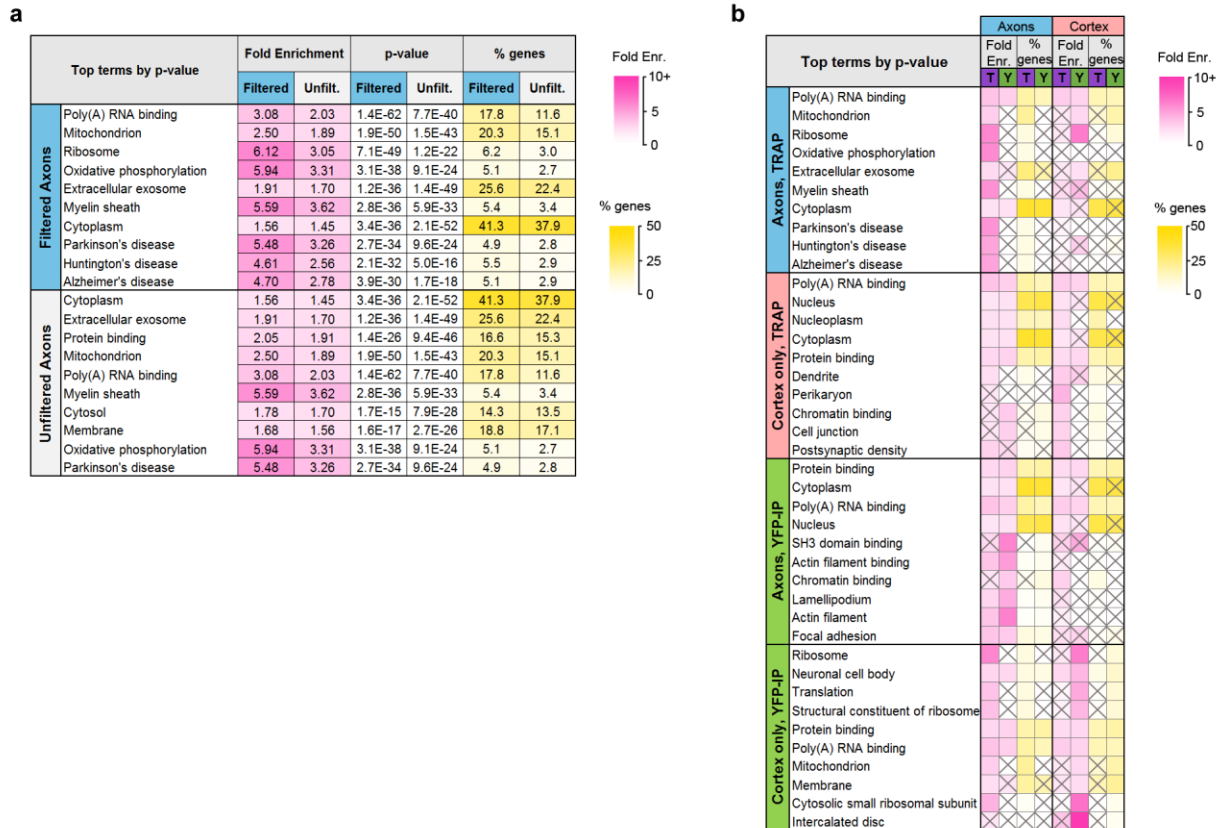 a
Top terms by p-value
Fold Enrichment p-value % genes
Filtered Unfilt. Filtered Unfilt. Filtered Unfilt.
Filtered Axons
Poly(A) RNA binding 3.08 2.03 1.4E-62 7.7E-40 17.8 11.6
Mitochondrion 2.50 1.89 1.9E-50 1.5E-43 20.3 15.1
Ribosome 6.12 3.05 7.1E-49 1.2E-22 6.2 3.0
Oxidative phosphorylation 5.94 3.31 3.1E-38 9.1E-24 5.1 2.7
Extracellular exosome 1.91 1.70 1.2E-36 1.4E-49 25.6 22.4
Myelin sheath 5.59 3.62 2.8E-36 5.9E-33 5.4 3.4
Cytoplasm 1.56 1.45 3.4E-36 2.1E-52 41.3 37.9
Parkinson's disease 5.48 3.26 2.7E-34 9.6E-24 4.9 2.8
Huntington's disease 4.61 2.56 2.1E-32 5.0E-16 5.5 2.9
Alzheimer's disease 4.70 2.78 3.9E-30 1.7E-18 5.1 2.9
Unfiltered Axons
Cytoplasm 1.56 1.45 3.4E-36 2.1E-52 41.3 37.9
Extracellular exosome 1.91 1.70 1.2E-36 1.4E-49 25.6 22.4
Protein binding 2.05 1.91 1.4E-26 9.4E-46 16.6 15.3
Mitochondrion 2.50 1.89 1.9E-50 1.5E-43 20.3 15.1
Poly(A) RNA binding 3.08 2.03 1.4E-62 7.7E-40 17.8 11.6
Myelin sheath 5.59 3.62 2.8E-36 5.9E-33 5.4 3.4
Cytosol 1.78 1.70 1.7E-15 7.9E-28 14.3 13.5
Membrane 1.68 1.56 1.6E-17 2.7E-26 18.8 17.1
Oxidative phosphorylation 5.94 3.31 3.1E-38 9.1E-24 5.1 2.7
Parkinson's disease 5.48 3.26 2.7E-34 9.6E-24 4.9 2.8
Fold Enr.
10+
5
0
% genes
50
25
0
b
Axons Cortex
Top terms by p-value
Fold Enr. % genes Fold Enr. % genes
T Y T Y T Y T Y
Axons, TRAP
Poly(A) RNA binding
Mitochondrion
Ribosome
Oxidative phosphorylation
Extracellular exosome
Myelin sheath
Cytoplasm
Parkinson's disease
Huntington's disease
Alzheimer's disease
Cortex only, TRAP
Poly(A) RNA binding
Nucleus
Nucleoplasm
Cytoplasm
Protein binding
Dendrite
Perikaryon
Chromatin binding
Cell junction
Postsynaptic density
Axons, YFP-IP
Protein binding
Cytoplasm
Poly(A) RNA binding
Nucleus
SH3 domain binding
Actin filament binding
Chromatin binding
Lamellipodium
Actin filament
Focal adhesion
Cortex only, YFP-IP
Ribosome
Neuronal cell body
Translation
Structural constituent of ribosome
Protein binding
Poly(A) RNA binding
Mitochondrion
Membrane
Cytosolic small ribosomal subunit
Intercalated disc
Fold Enr.
10+
5
0
% genes
50
25
0